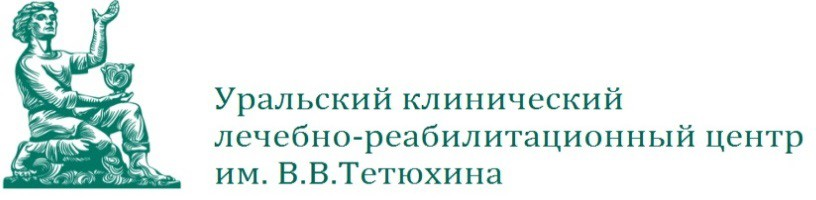 Уральский клинический
лечебно-реабилитационный центр
им. В.В.Тетюхина